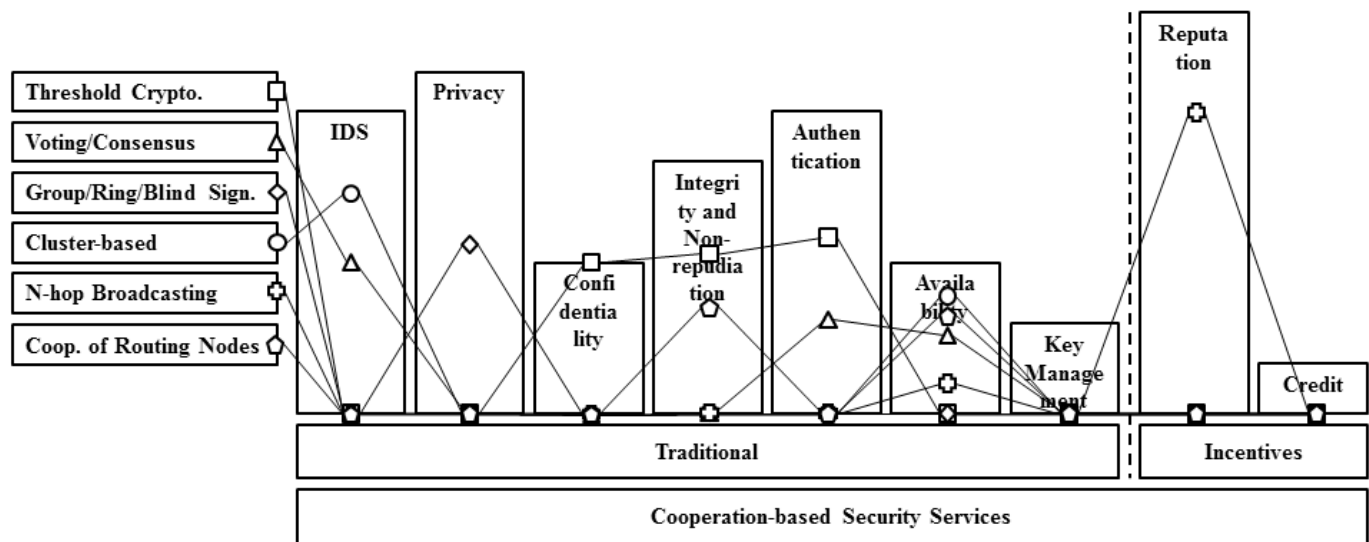 Threshold Crypto.
Voting/Consensus
Group/Ring/Blind Sign.
Cluster-based
N-hop Broadcasting
Coop. of Routing Nodes
IDS
Privacy
Confi
dentia
lity
Integri
ty and
Non-
repudia
tion
Authen
tication
Availa
bility
Key
Manage
ment
Reputa
tion
Credit
Traditional
Incentives
Cooperation-based Security Services